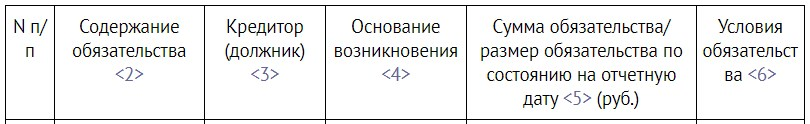 N п/
п
Содержание
обязательства
<2>
Кредитор
(должник)
<3>
Основание
возникновения
<4>
Сумма обязательства/
размер обязательства по
состоянию на отчетную
дату <5> (руб.)
Условия
обязательст
ва <6>